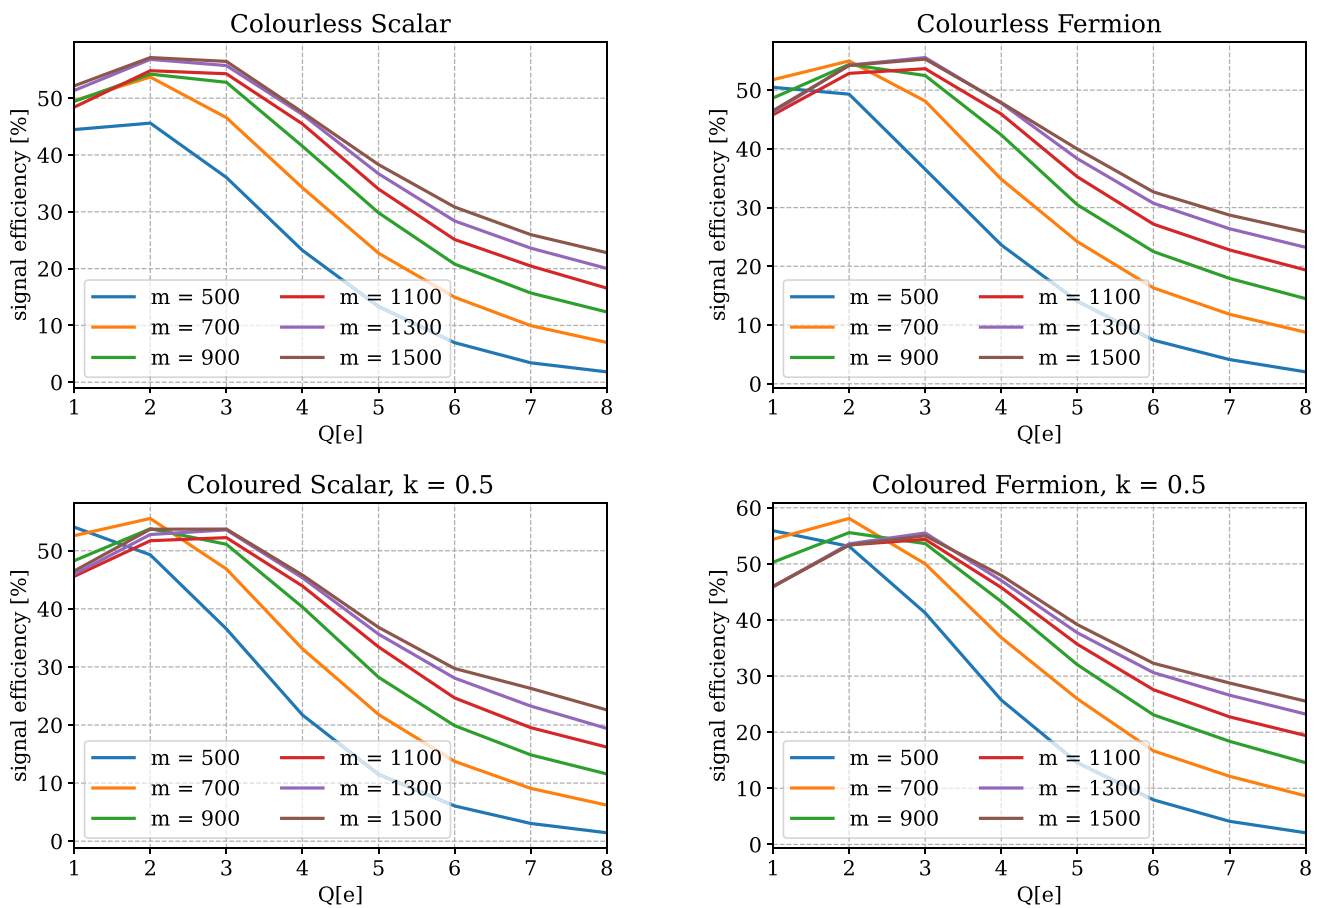 Colourless Scalar
signal efficiency [%]
50
40
30
20
10
0
m = 500 m = 1100
m = 700 m = 1300
m = 900 m = 1500
1 2 3 4 5 6 7 8
Q[e]
Colourless Fermion
signal efficiency [%]
50
40
30
20
10
0
m = 500 m = 1100
m = 700 m = 1300
m = 900 m = 1500
1 2 3 4 5 6 7 8
Q[e]
Coloured Scalar, k = 0.5
signal efficiency [%]
50
40
30
20
10
0
m = 500 m = 1100
m = 700 m = 1300
m = 900 m = 1500
1 2 3 4 5 6 7 8
Q[e]
Coloured Fermion, k = 0.5
signal efficiency [%]
60
50
40
30
20
10
0
m = 500 m = 1100
m = 700 m = 1300
m = 900 m = 1500
1 2 3 4 5 6 7 8
Q[e]